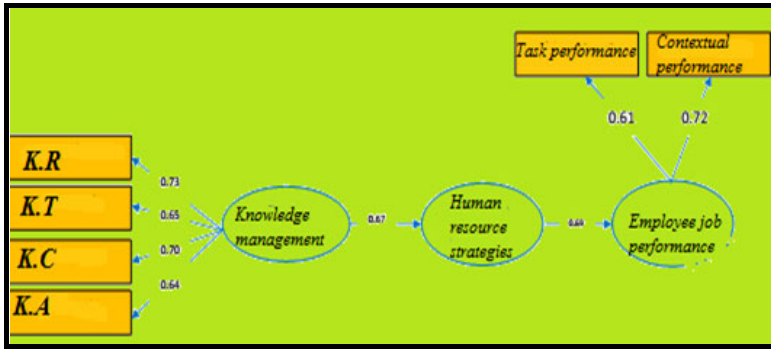 Task performance
Contextual
performance
0.61
0.72
K.R
K.T
K.C
K.A
0.73
0.65
0.70
0.64
Knowledge
management
0.67
Human
resource
strategies
Employee job
performance